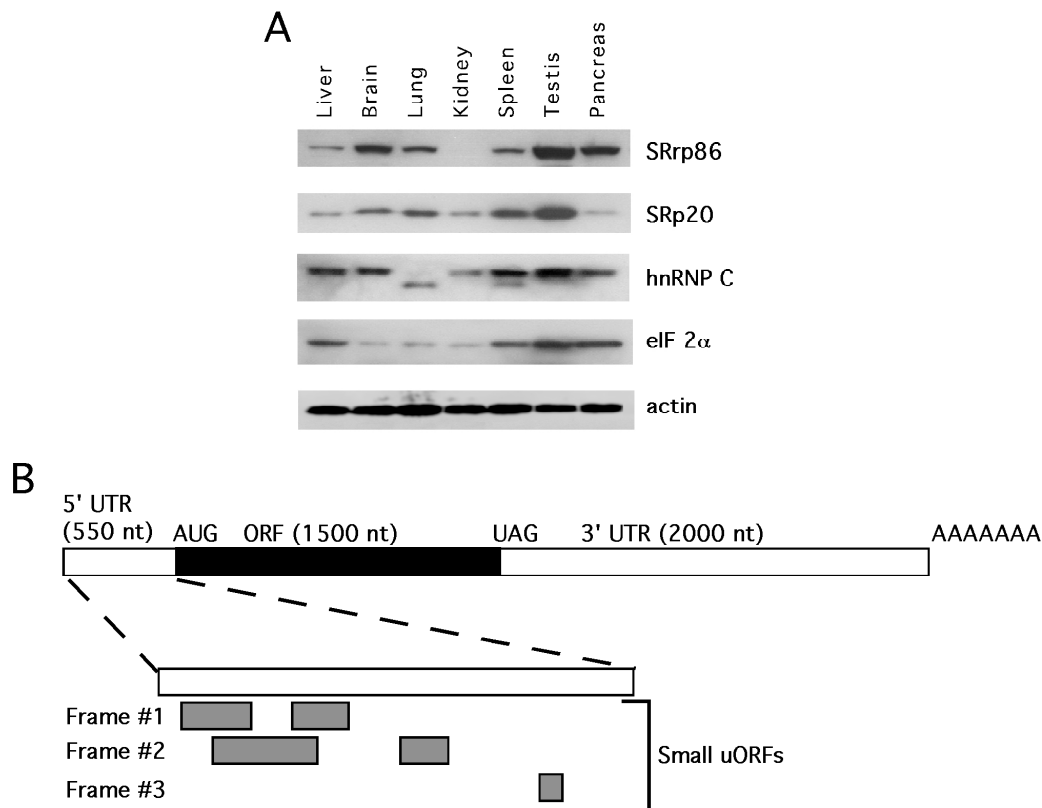 A
Liver
Brain
Lung
Kidney
Spleen
Testis
Pancreas
SRrp86
SRp20
hnRNP C
eIF 2α
actin
B
5' UTR
(550 nt)
AUG
ORF (1500 nt)
UAG
3' UTR (2000 nt)
AAAAAAA
Frame #1
Frame #2
Frame #3
Small uORFs